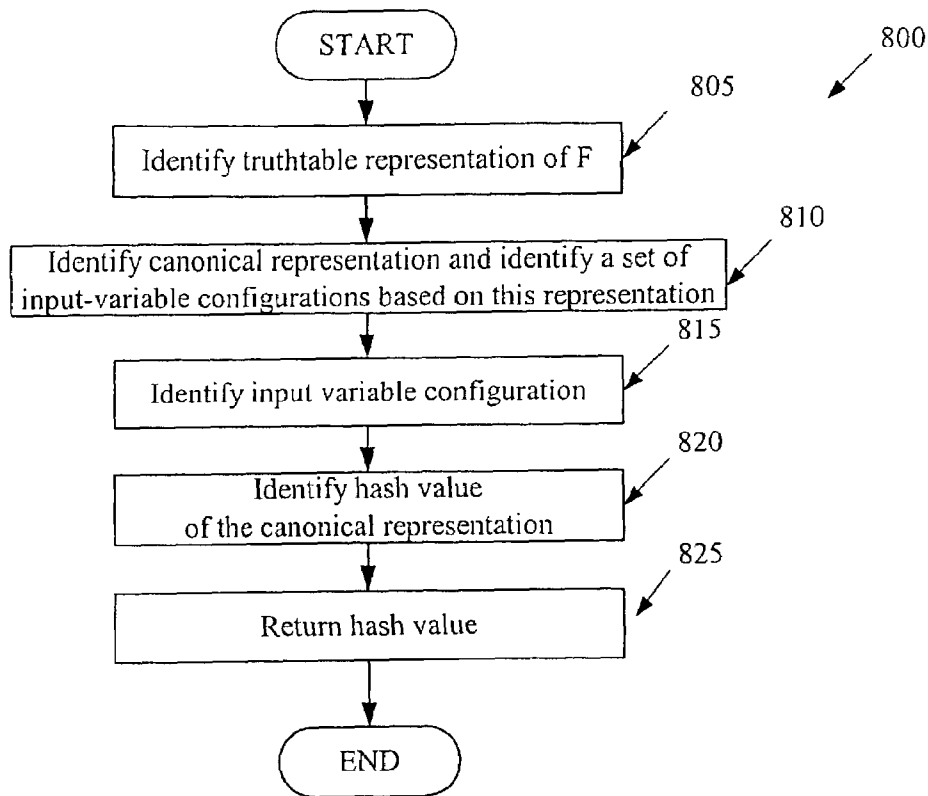 START
800
805
Identify truthtable representation of F
810
Identify canonical representation and identify a set of
input-variable configurations based on this representation
815
Identify input variable configuration
820
Identify hash value
of the canonical representation
825
Return hash value
END